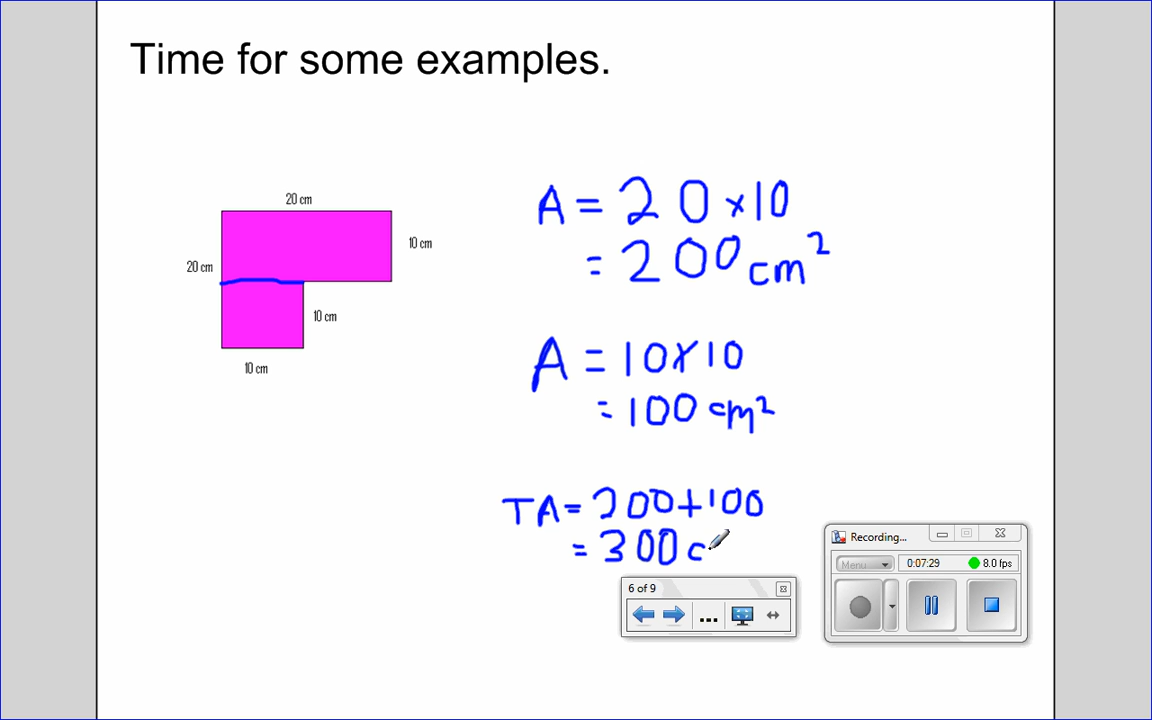 Time for some examples.
20 cm
10 cm
20 cm
10 cm
10 cm
A = 20 x 10
= 200 cm²
A = 10 x 10
= 100 cm²
TA = 200 + 100
= 300 c
6 of 9
...
Recording...
Menu
0:07:29
8.0 fps